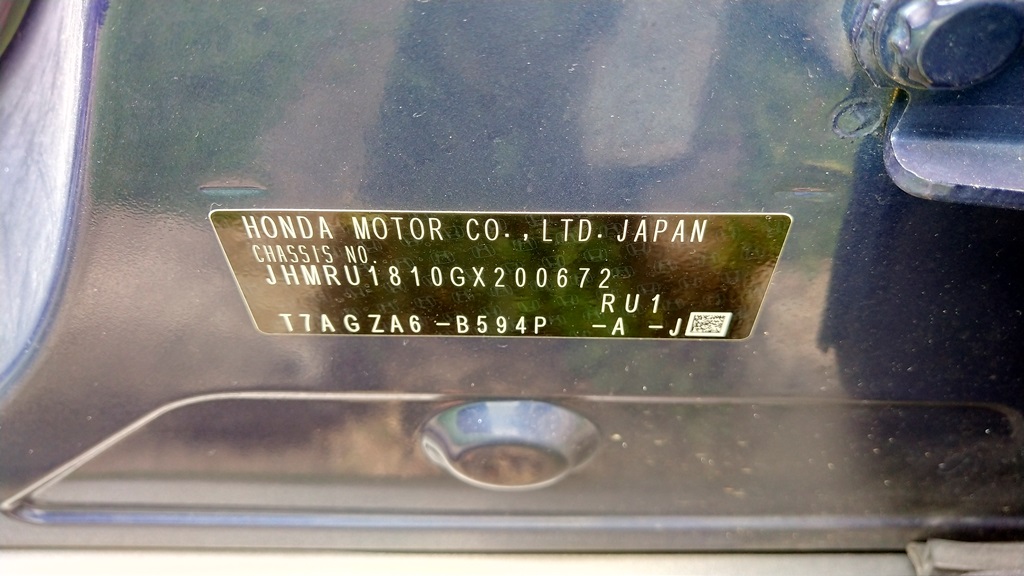 HONDA MOTOR CO.,LTD. JAPAN
CHASSIS NO.
JHMRU1810GX200672
RU1
T7AGZA6 -B594P -A -J